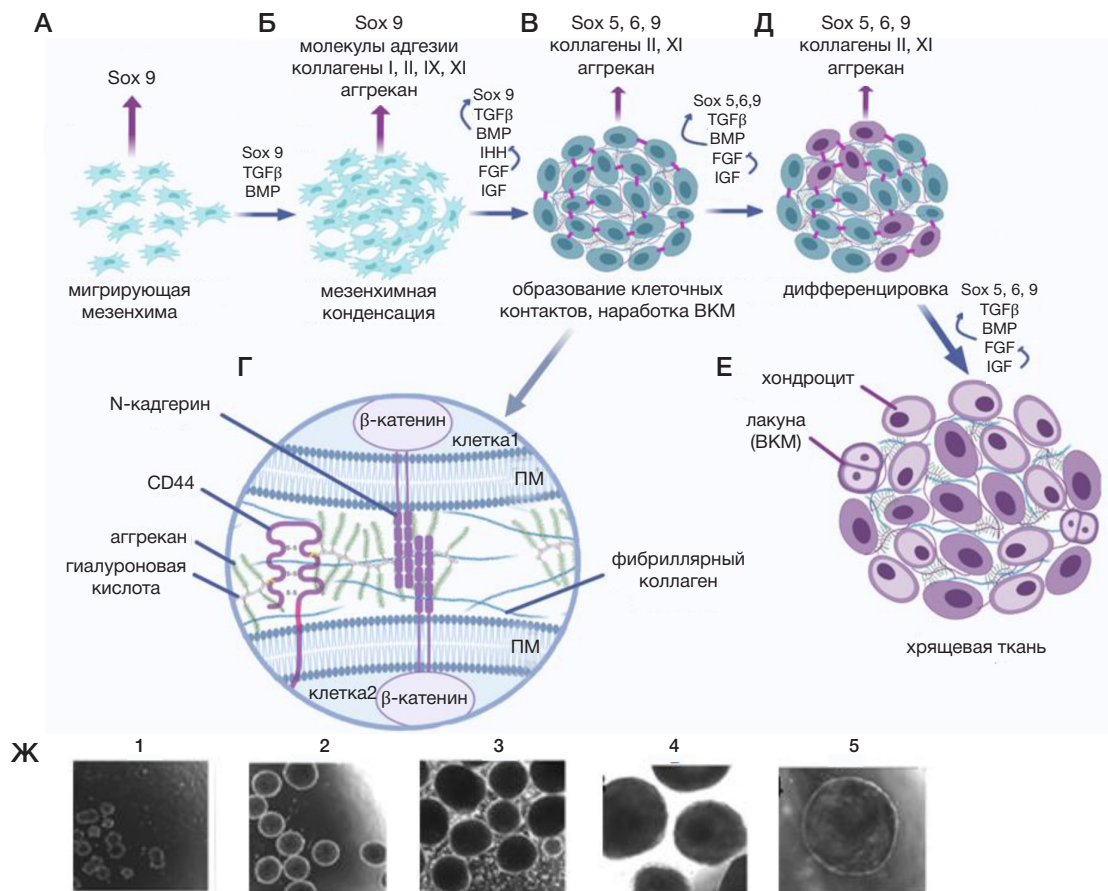 А
Sox 9
мигрирующая
мезенхима
Sox 9
TGFβ
BMP
Б
Sox 9
молекулы адгезии
коллагены I, II, IX, XI
аггрекан
мезенхимная
конденсация
Sox 9
TGFβ
BMP
IHH
FGF
IGF
В
Sox 5, 6, 9
коллагены II, XI
аггрекан
образование клеточных
контактов, наработка ВКМ
Sox 5,6,9
TGFβ
BMP
FGF
IGF
Д
Sox 5, 6, 9
коллагены II, XI
аггрекан
дифференцировка
Sox 5, 6, 9
TGFβ
BMP
FGF
IGF
Г
N-кадгерин
CD44
аггрекан
гиалуроновая
кислота
β-катенин
клетка1
ПМ
фибриллярный
коллаген
ПМ
клетка2
β-катенин
s-s
s-s
s-s
Е
хондроцит
лакуна
(ВКМ)
хрящевая ткань
Ж
1
2
3
4
5